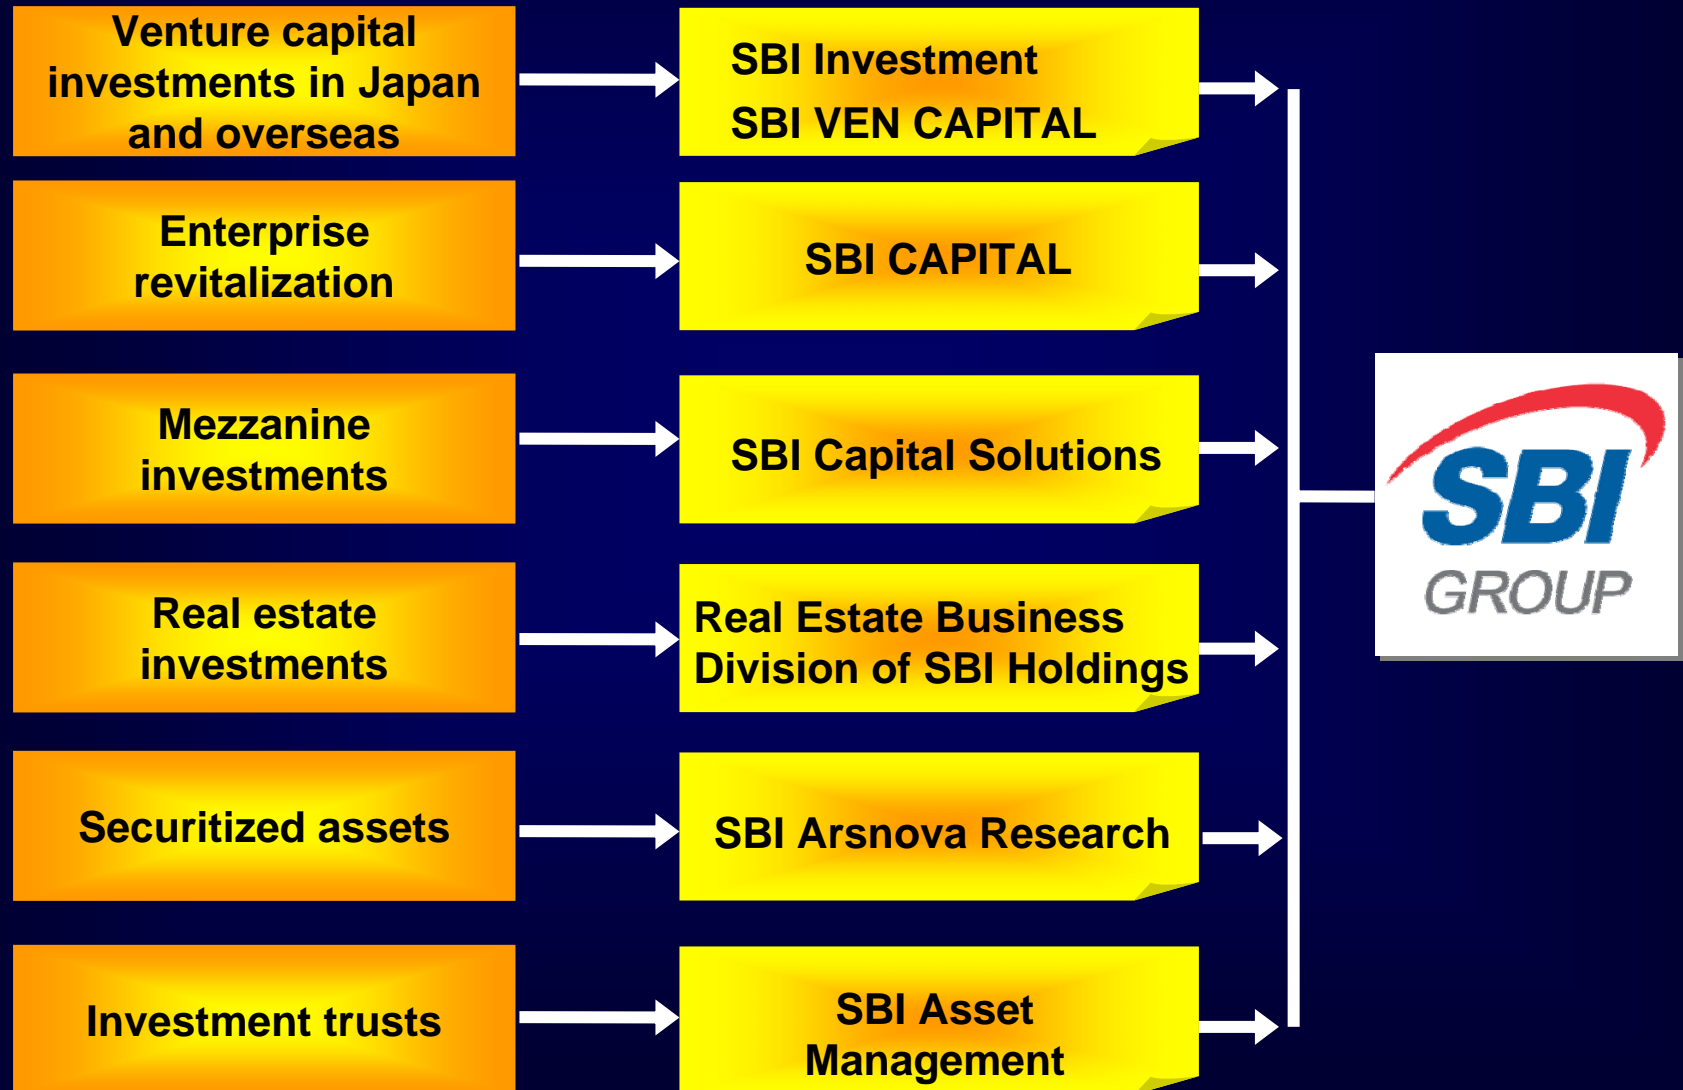 Venture capital
investments in Japan
and overseas
SBI Investment
SBI VEN CAPITAL
Enterprise
revitalization
SBI CAPITAL
Mezzanine
investments
SBI Capital Solutions
SBI
GROUP
Real estate
investments
Real Estate Business
Division of SBI Holdings
Securitized assets
SBI Arsnova Research
Investment trusts
SBI Asset
Management